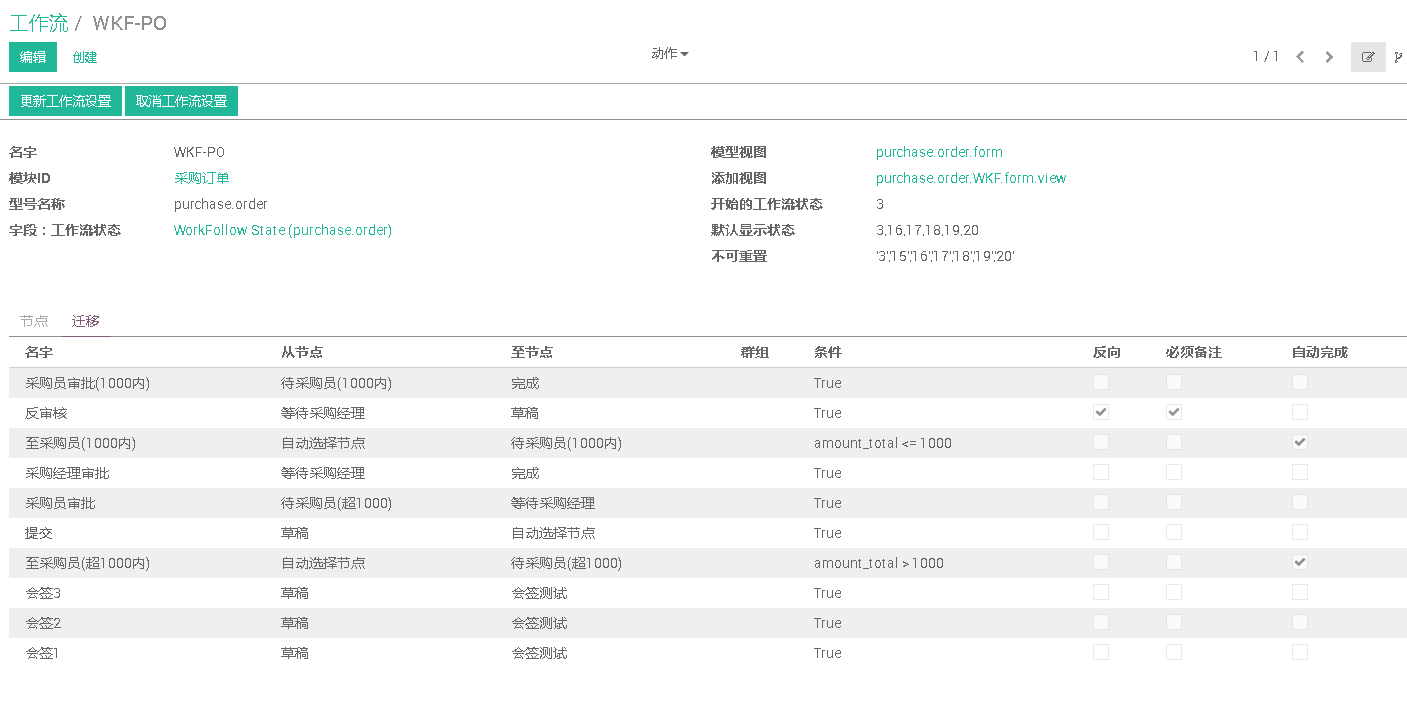 工作流 / WKF-PO
编辑 创建 动作 1 / 1
更新工作流设置 取消工作流设置
名字 WKF-PO 模型视图 purchase.order.form
模块ID 采购订单 添加视图 purchase.order.WKF.form.view
型号名称 purchase.order 开始的工作流状态 3
字段：工作流状态 WorkFollow State (purchase.order) 默认显示状态 3,16,17,18,19,20
不可重置 '3','15','16','17','18','19','20'
节点 迁移
名字 从节点 至节点 群组 条件 反向 必须备注 自动完成
采购员审批(1000内) 待采购员(1000内) 完成 True
反审核 等待采购经理 草稿 True
至采购员(1000内) 自动选择节点 待采购员(1000内) amount_total <= 1000
采购经理审批 等待采购经理 完成 True
采购员审批 待采购员(超1000) 等待采购经理 True
提交 草稿 自动选择节点 True
至采购员(超1000内) 自动选择节点 待采购员(超1000) amount_total > 1000
会签3 草稿 会签测试 True
会签2 草稿 会签测试 True
会签1 草稿 会签测试 True